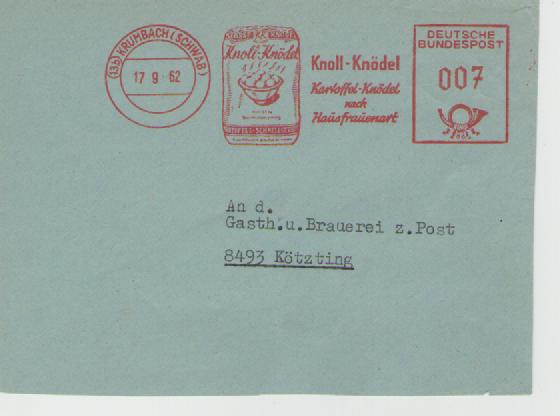 (13b) KRUMBACH (SCHWAB)
17 9 62
Knoll-Knödel
Knoll-Knödel
Kartoffel-Knödel
nach
Hausfrauenart
DEUTSCHE
BUNDESPOST
007
An d.
Gasth.u.Brauerei z.Post
8493 Kötzting